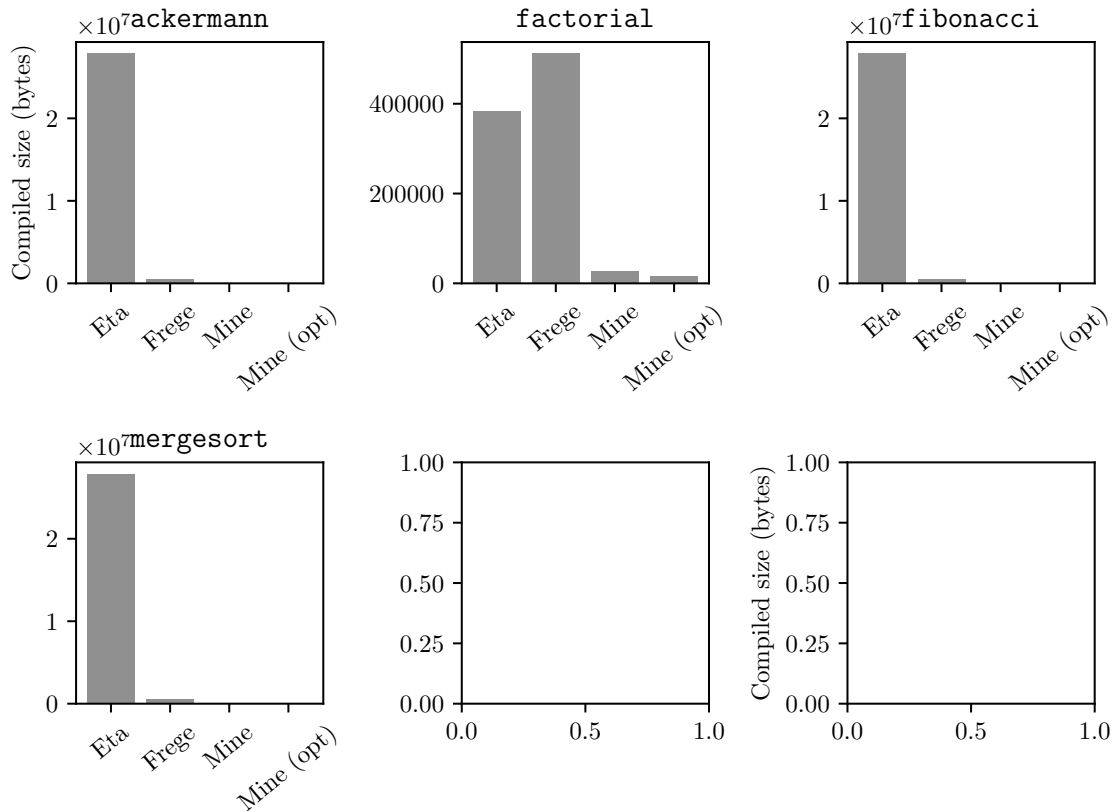 ×10⁷ackermann
Compiled size (bytes)
2
1
0
Eta
Frege
Mine
Mine (opt)
factorial
400000
200000
0
Eta
Frege
Mine
Mine (opt)
×10⁷fibonacci
2
1
0
Eta
Frege
Mine
Mine (opt)
×10⁷mergesort
2
1
0
Eta
Frege
Mine
Mine (opt)
1.00
0.75
0.50
0.25
0.00
0.0 0.5 1.0
Compiled size (bytes)
1.00
0.75
0.50
0.25
0.00
0.0 0.5 1.0